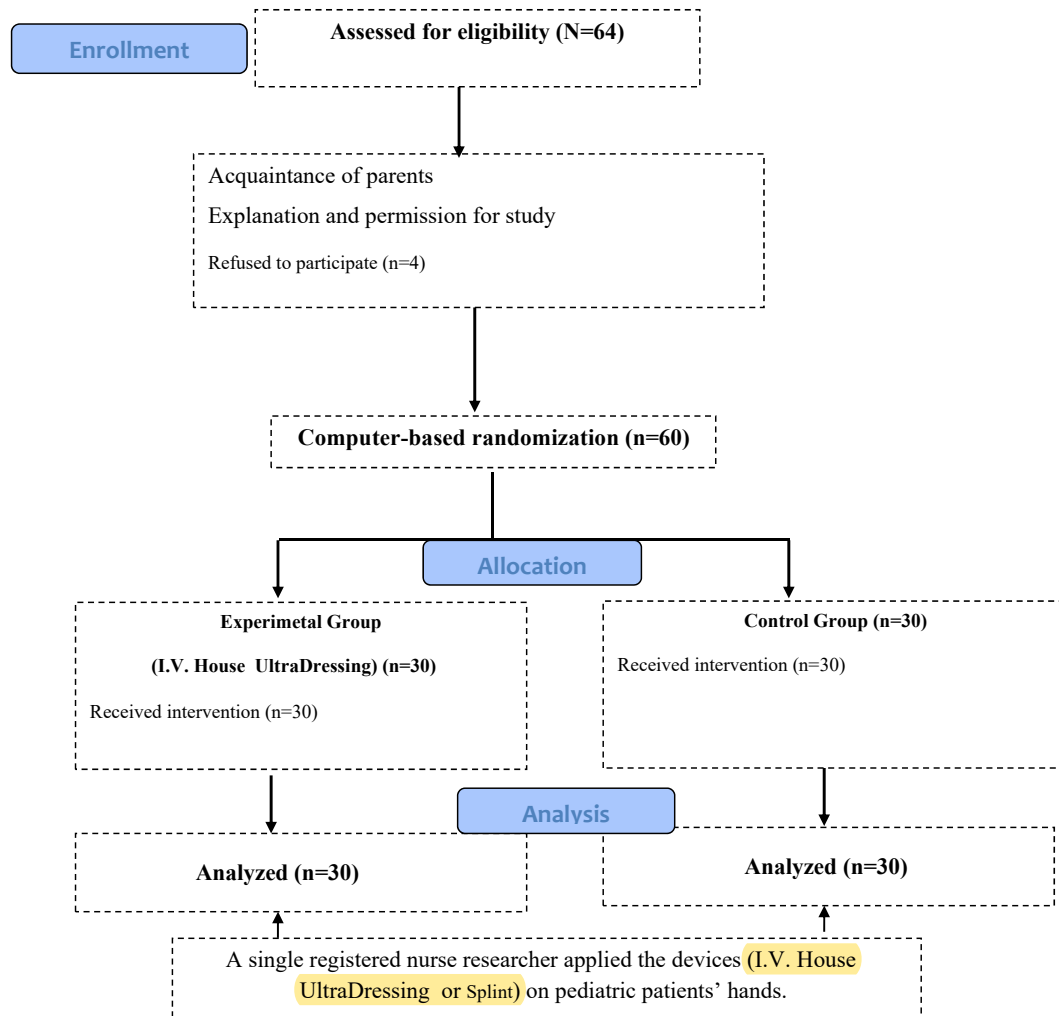 Assessed for eligibility (N=64)
Enrollment
Acquaintance of parents
Explanation and permission for study
Refused to participate (n=4)
Computer-based randomization (n=60)
Allocation
Experimetal Group
(I.V. House UltraDressing) (n=30)
Received intervention (n=30)
Control Group (n=30)
Received intervention (n=30)
Analysis
Analyzed (n=30)
Analyzed (n=30)
A single registered nurse researcher applied the devices (I.V. House
UltraDressing or Splint) on pediatric patients’ hands.